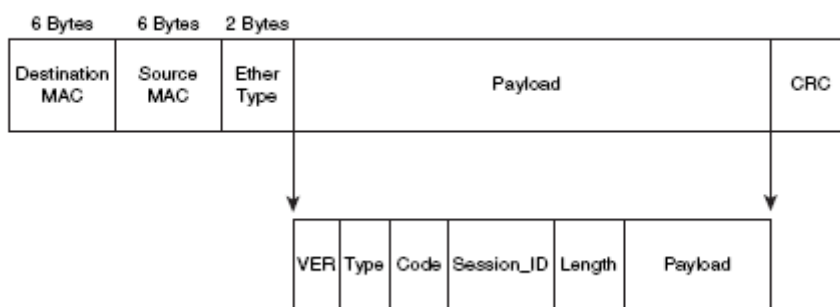 6 Bytes 6 Bytes 2 Bytes
Destination MAC Source MAC Ether Type Payload CRC
VER Type Code Session_ID Length Payload